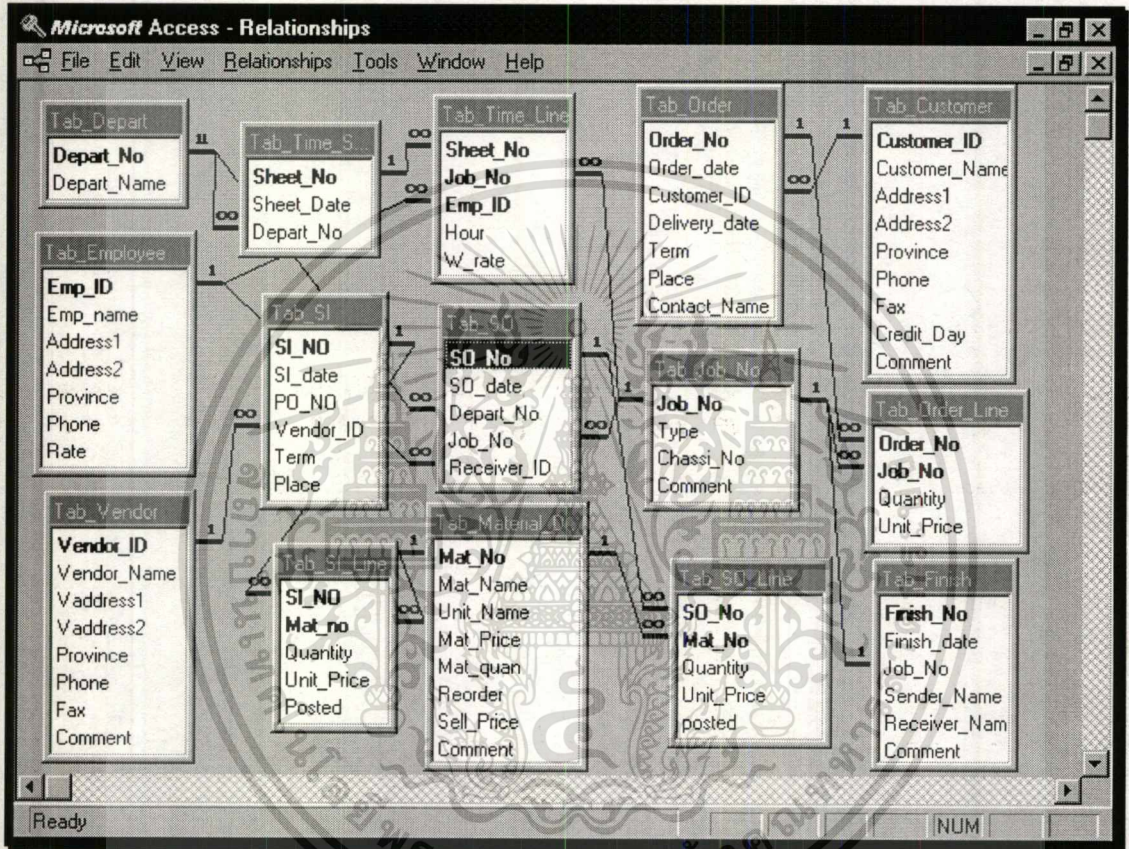 Microsoft Access - Relationships
File Edit View Relationships Tools Window Help
Tab_Depart
Depart_No
Depart_Name
Tab_Time_S...
Sheet_No
Sheet_Date
Depart_No
Tab_Time_Line
Sheet_No
Job_No
Emp_ID
Hour
W_rate
Tab_Order
Order_No
Order_date
Customer_ID
Delivery_date
Term
Place
Contact_Name
Tab_Customer
Customer_ID
Customer_Name
Address1
Address2
Province
Phone
Fax
Credit_Day
Comment
Tab_Employee
Emp_ID
Emp_name
Address1
Address2
Province
Phone
Rate
Tab_SI
SI_NO
SI_date
PO_NO
Vendor_ID
Term
Place
Tab_SO
SO_No
SO_date
Depart_No
Job_No
Receiver_ID
Tab_Job_No
Job_No
Type
Chassi_No
Comment
Tab_Order_Line
Order_No
Job_No
Quantity
Unit_Price
Tab_Vendor
Vendor_ID
Vendor_Name
Vaddress1
Vaddress2
Province
Phone
Fax
Comment
Tab_SI_Line
SI_NO
Mat_no
Quantity
Unit_Price
Posted
Mat_No
Mat_Name
Unit_Name
Mat_Price
Mat_quan
Reorder
Sell_Price
Comment
Tab_SO_Line
SO_No
Mat_No
Quantity
Unit_Price
posted
Tab_Finish
Finish_No
Finish_date
Job_No
Sender_Name
Receiver_Nam
Comment
Ready
NUM